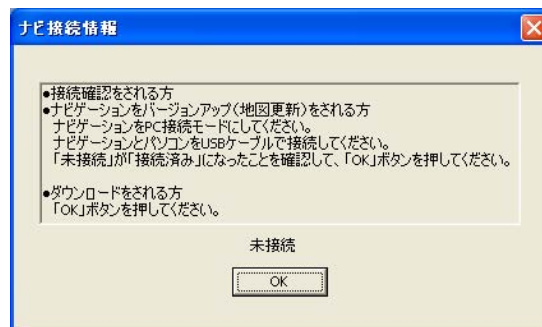 ナビ接続情報
●接続確認をされる方
●ナビゲーションをバージョンアップ(地図更新)をされる方
ナビゲーションをPC接続モードにしてください。
ナビゲーションとパソコンをUSBケーブルで接続してください。
「未接続」が「接続済み」になったことを確認して、「OK」ボタンを押してください。
●ダウンロードをされる方
「OK」ボタンを押してください。
未接続
OK